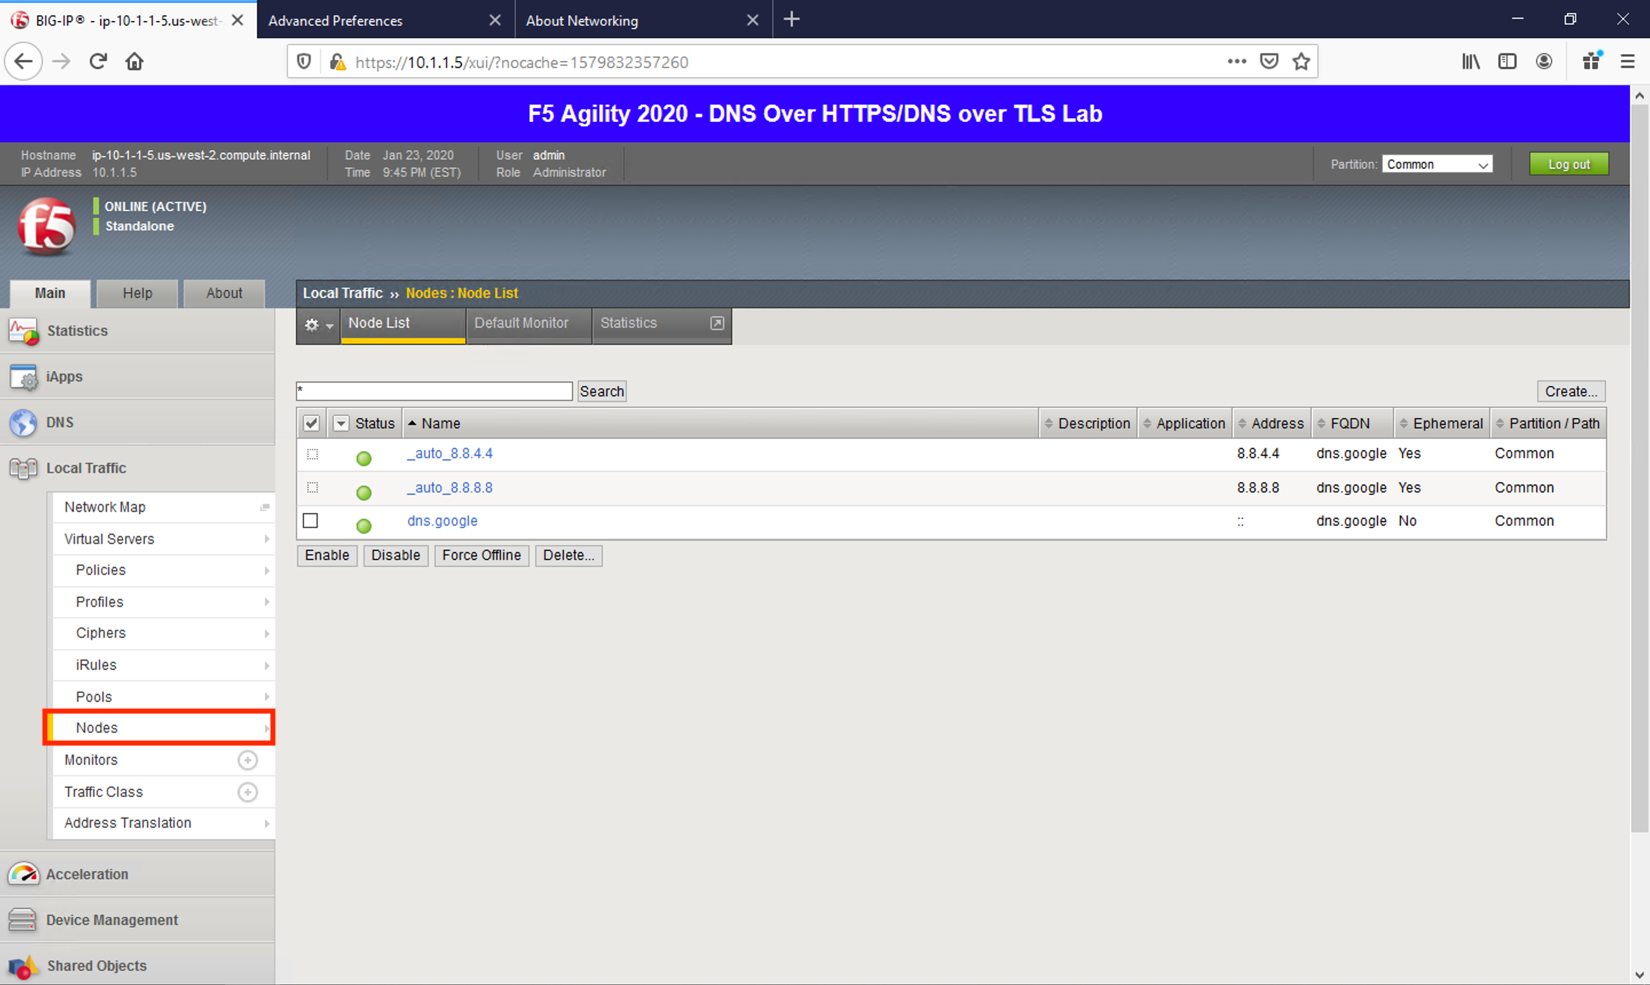 BIG-IP® - ip-10-1-1-5.us-west-
Advanced Preferences
About Networking
https://10.1.1.5/xui/?nocache=1579832357260
F5 Agility 2020 - DNS Over HTTPS/DNS over TLS Lab
Hostname ip-10-1-1-5.us-west-2.compute.internal Date Jan 23, 2020 User admin
IP Address 10.1.1.5 Time 9:45 PM (EST) Role Administrator
Partition: Common Log out
f5
ONLINE (ACTIVE)
Standalone
Main Help About
Local Traffic ›› Nodes : Node List
Node List Default Monitor Statistics
Statistics
iApps
DNS
Local Traffic
Network Map
Virtual Servers
Policies
Profiles
Ciphers
iRules
Pools
Nodes
Monitors
Traffic Class
Address Translation
Acceleration
Device Management
Shared Objects
* Search Create...
Status Name Description Application Address FQDN Ephemeral Partition / Path
_auto_8.8.4.4 8.8.4.4 dns.google Yes Common
_auto_8.8.8.8 8.8.8.8 dns.google Yes Common
dns.google :: dns.google No Common
Enable Disable Force Offline Delete...